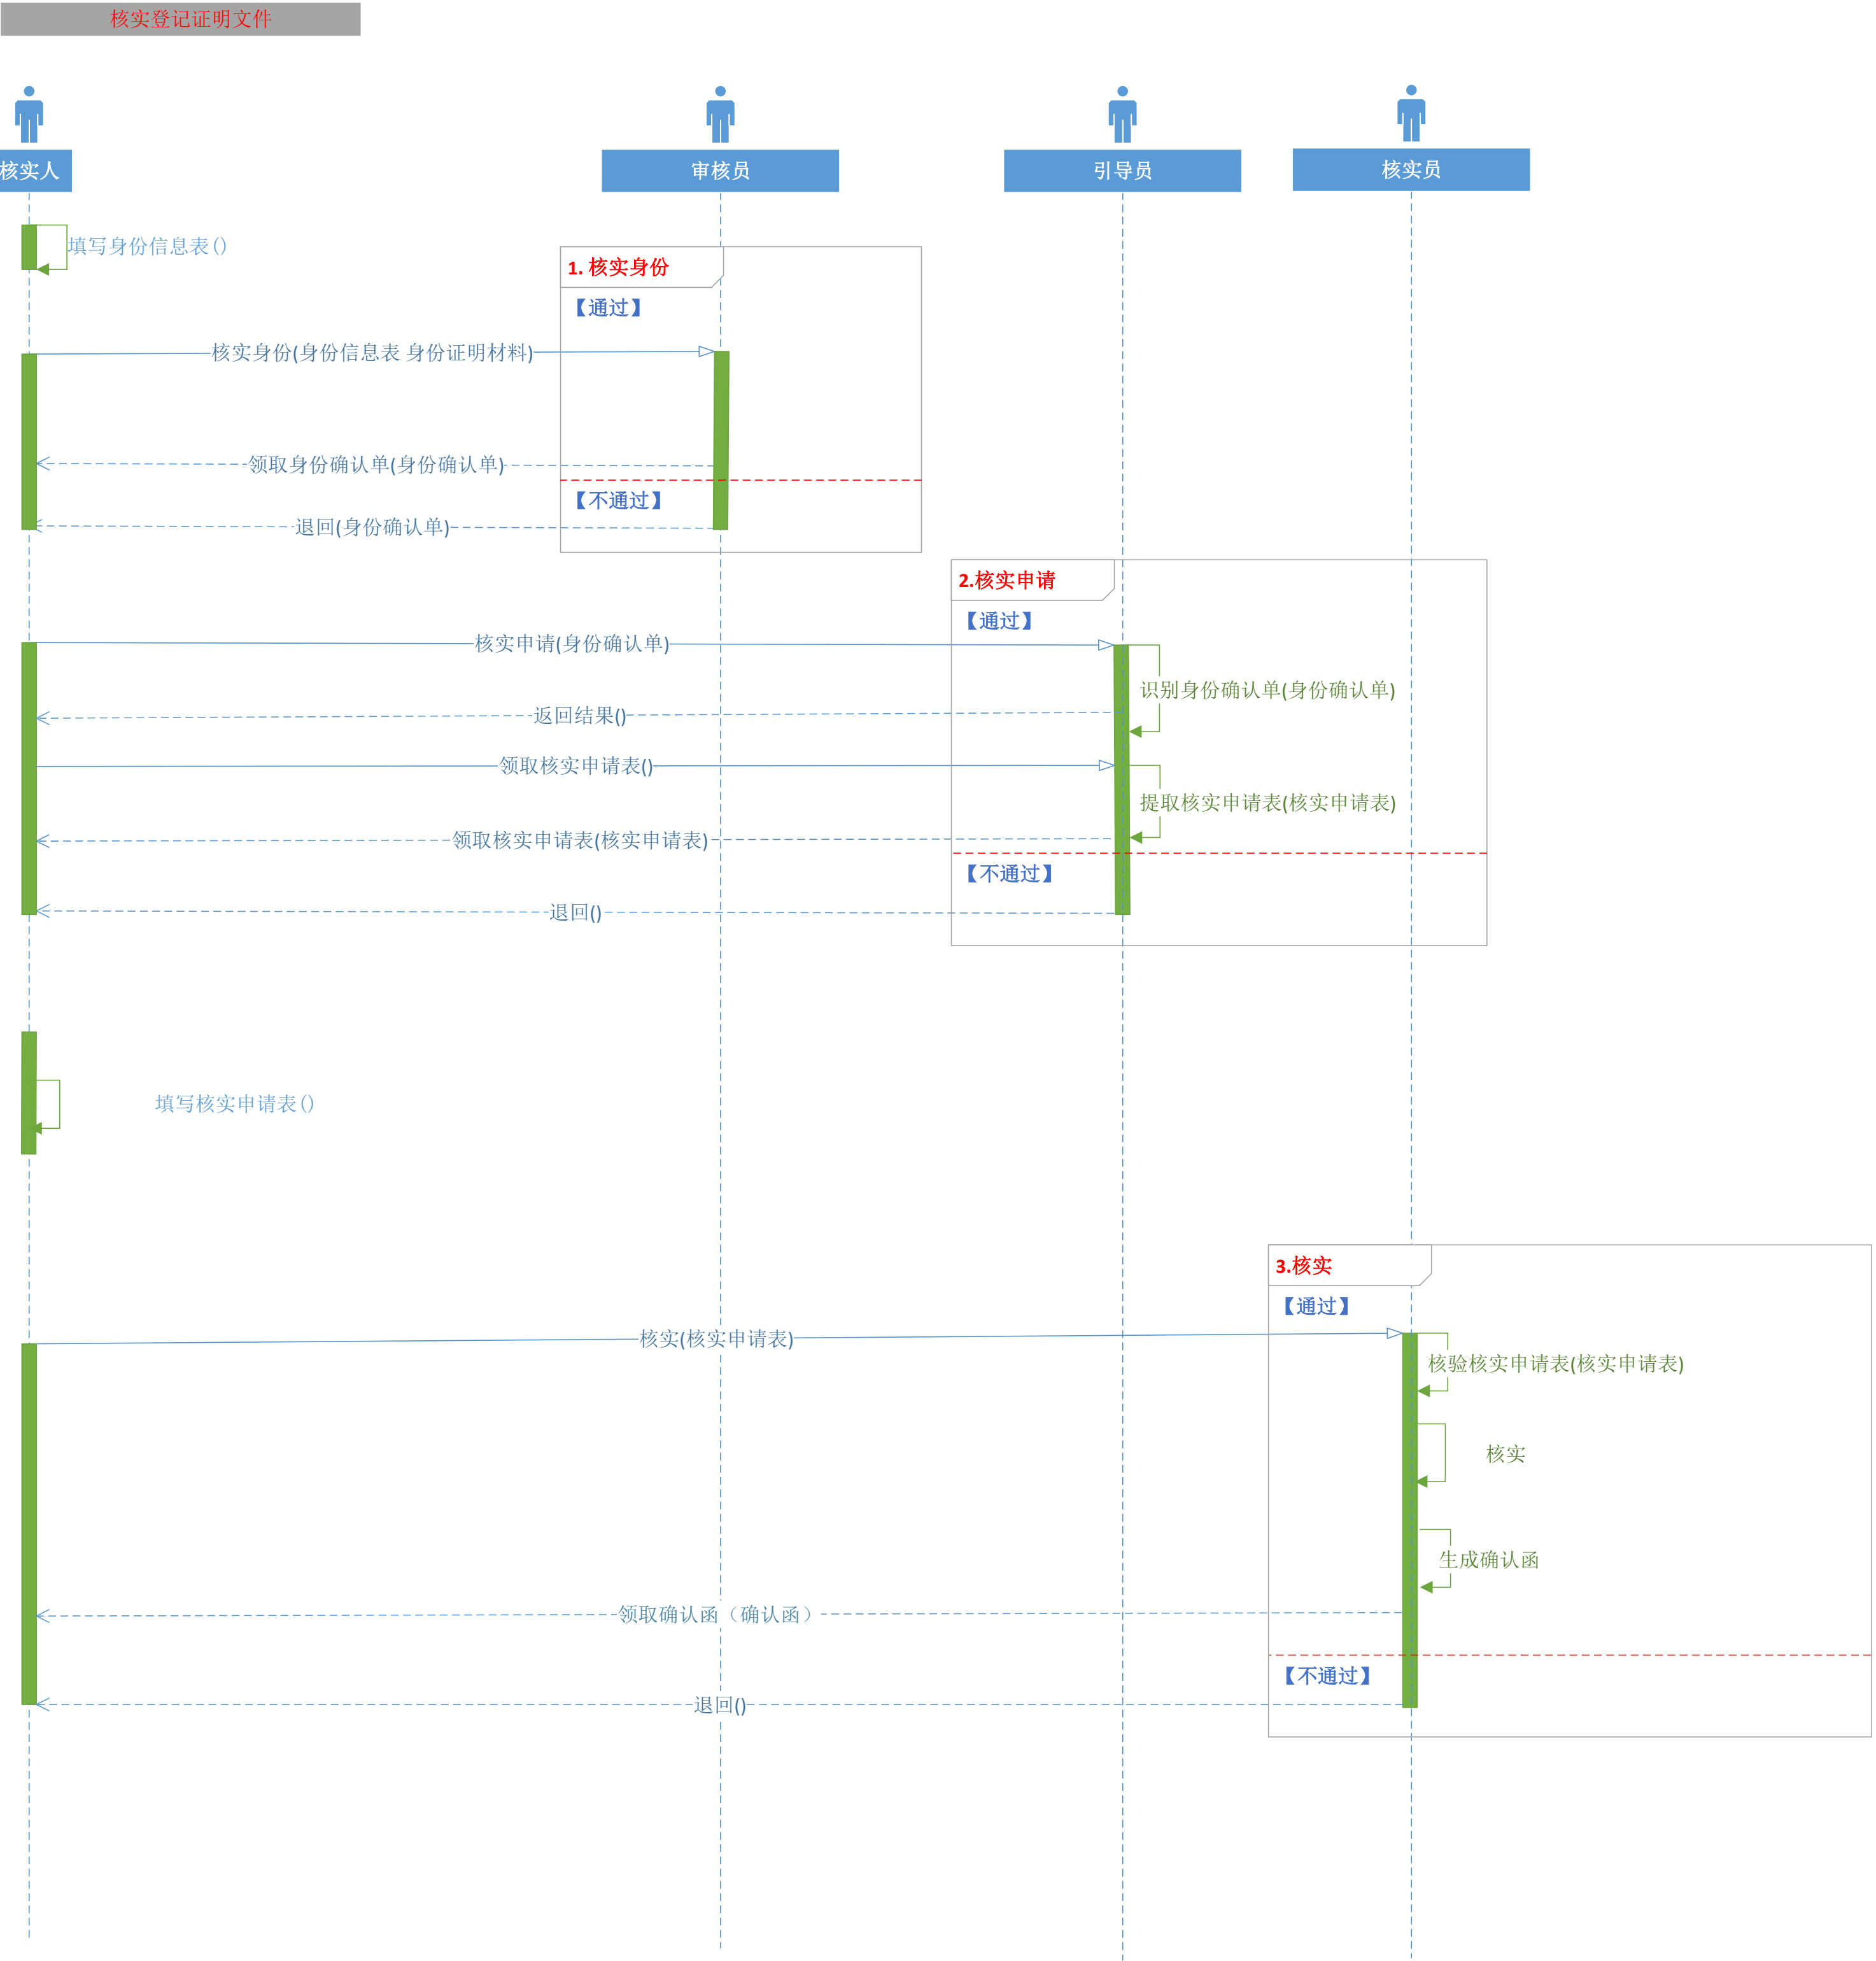 核实登记证明文件
核实人
审核员
引导员
核实员
填写身份信息表()
1. 核实身份
【通过】
核实身份(身份信息表 身份证明材料)
领取身份确认单(身份确认单)
【不通过】
退回(身份确认单)
2.核实申请
【通过】
核实申请(身份确认单)
识别身份确认单(身份确认单)
返回结果()
领取核实申请表()
提取核实申请表(核实申请表)
领取核实申请表(核实申请表)
【不通过】
退回()
填写核实申请表()
3.核实
【通过】
核实(核实申请表)
核验核实申请表(核实申请表)
核实
生成确认函
领取确认函（确认函）
【不通过】
退回()